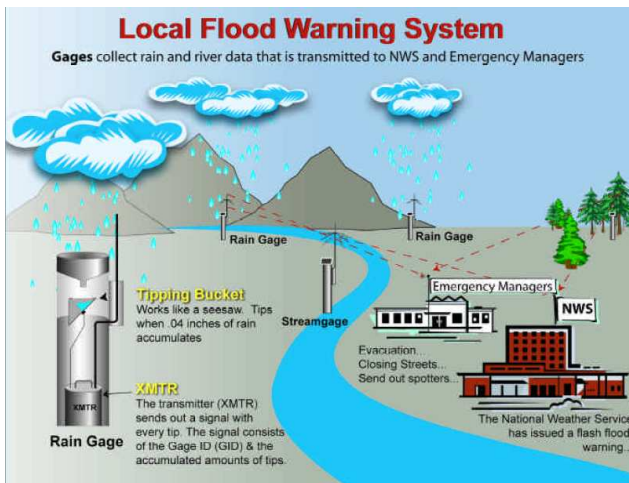 Local Flood Warning System
Gages collect rain and river data that is transmitted to NWS and Emergency Managers
Rain Gage
Rain Gage
Tipping Bucket
Works like a seesaw. Tips
when .04 inches of rain
accumulates
Streamgage
Emergency Managers
NWS
Evacuation...
Closing Streets...
Send out spotters...
XMTR
The transmitter (XMTR)
sends out a signal with
every tip. The signal consists
of the Gage ID (GID) & the
accumulated amounts of tips.
XMTR
Rain Gage
The National Weather Service
has issued a flash flood
warning...